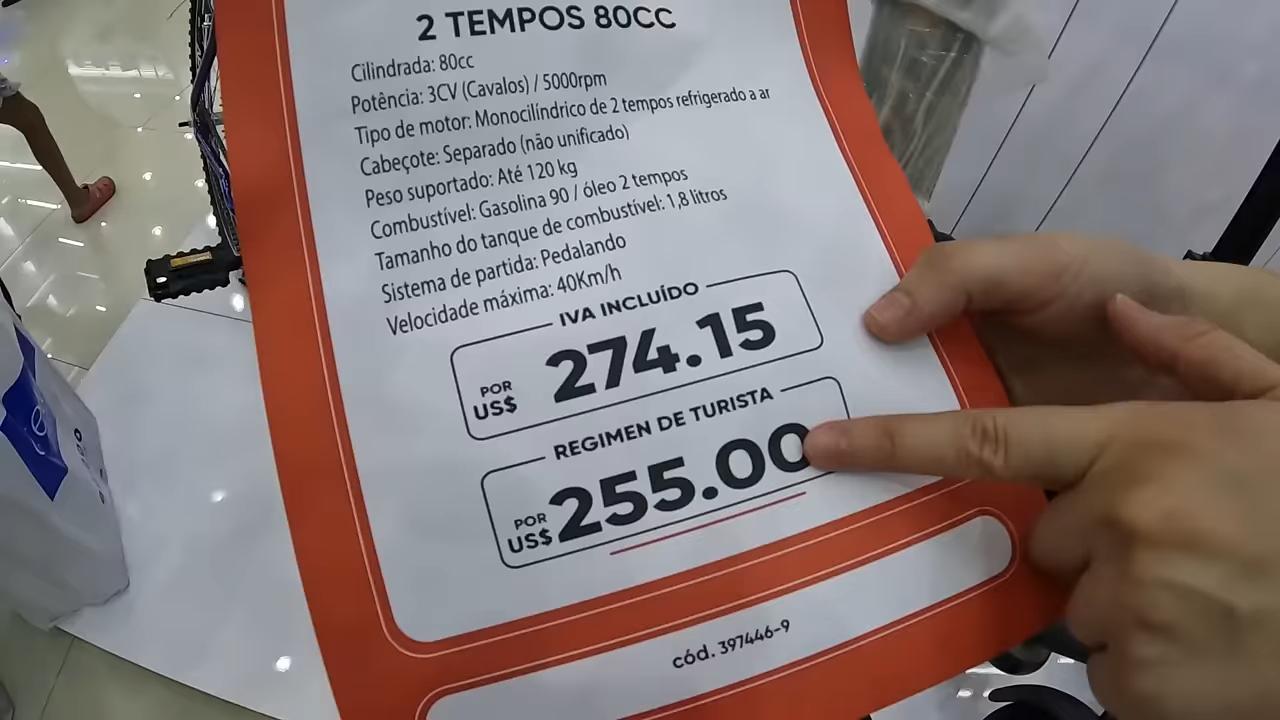 2 TEMPOS 80CC
Cilindrada: 80cc
Potência: 3CV (Cavalos) / 5000rpm
Tipo de motor: Monocilíndrico de 2 tempos refrigerado a ar
Cabeçote: Separado (não unificado)
Peso suportado: Até 120 kg
Combustível: Gasolina 90 / óleo 2 tempos
Tamanho do tanque de combustível: 1,8 litros
Sistema de partida: Pedalando
Velocidade máxima: 40Km/h
IVA INCLUÍDO
POR US$ 274.15
REGIMEN DE TURISTA
POR US$ 255.00
cód. 397446-9